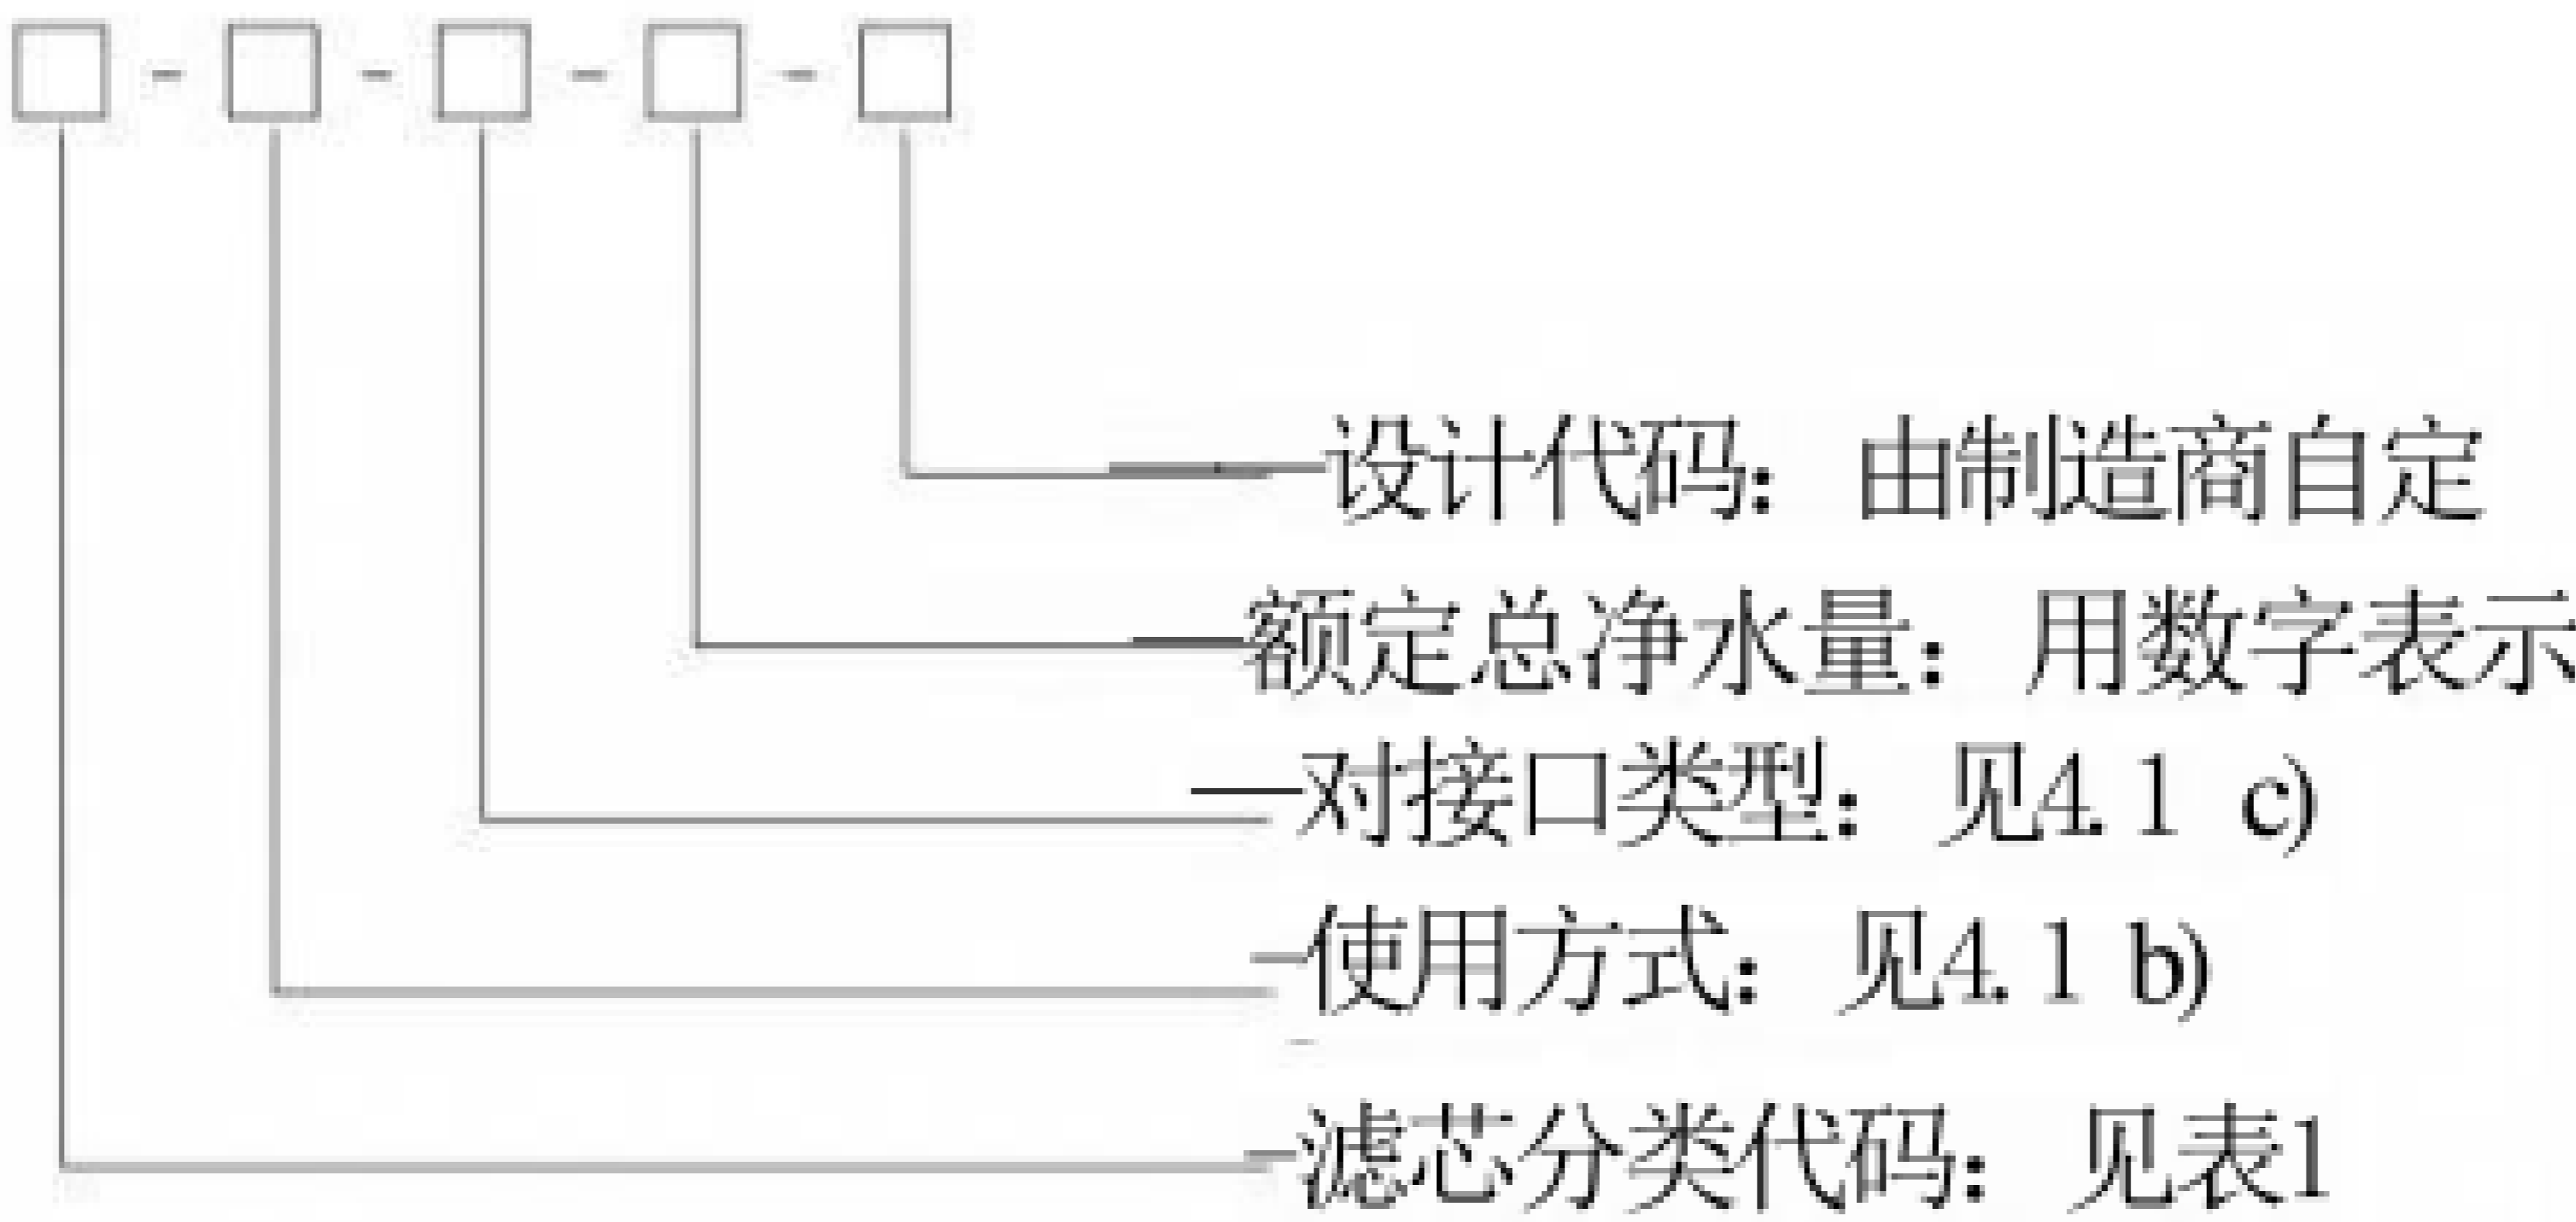 □-□-□-□-□
设计代码：由制造商自定
额定总净水量：用数字表示
对接口类型：见4.1 c)
使用方式：见4.1 b)
滤芯分类代码：见表1